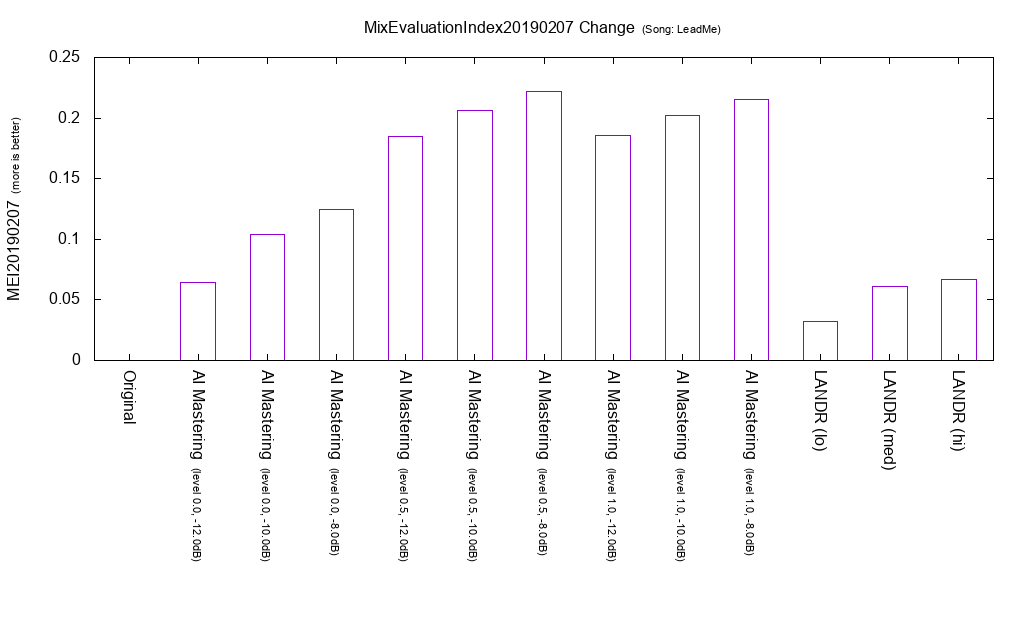 MixEvaluationIndex20190207 Change (Song: LeadMe)
MEI20190207 (more is better)
0.25
0.2
0.15
0.1
0.05
0
Original
AI Mastering (level 0.0, -12.0dB)
AI Mastering (level 0.0, -10.0dB)
AI Mastering (level 0.0, -8.0dB)
AI Mastering (level 0.5, -12.0dB)
AI Mastering (level 0.5, -10.0dB)
AI Mastering (level 0.5, -8.0dB)
AI Mastering (level 1.0, -12.0dB)
AI Mastering (level 1.0, -10.0dB)
AI Mastering (level 1.0, -8.0dB)
LANDR (lo)
LANDR (med)
LANDR (hi)